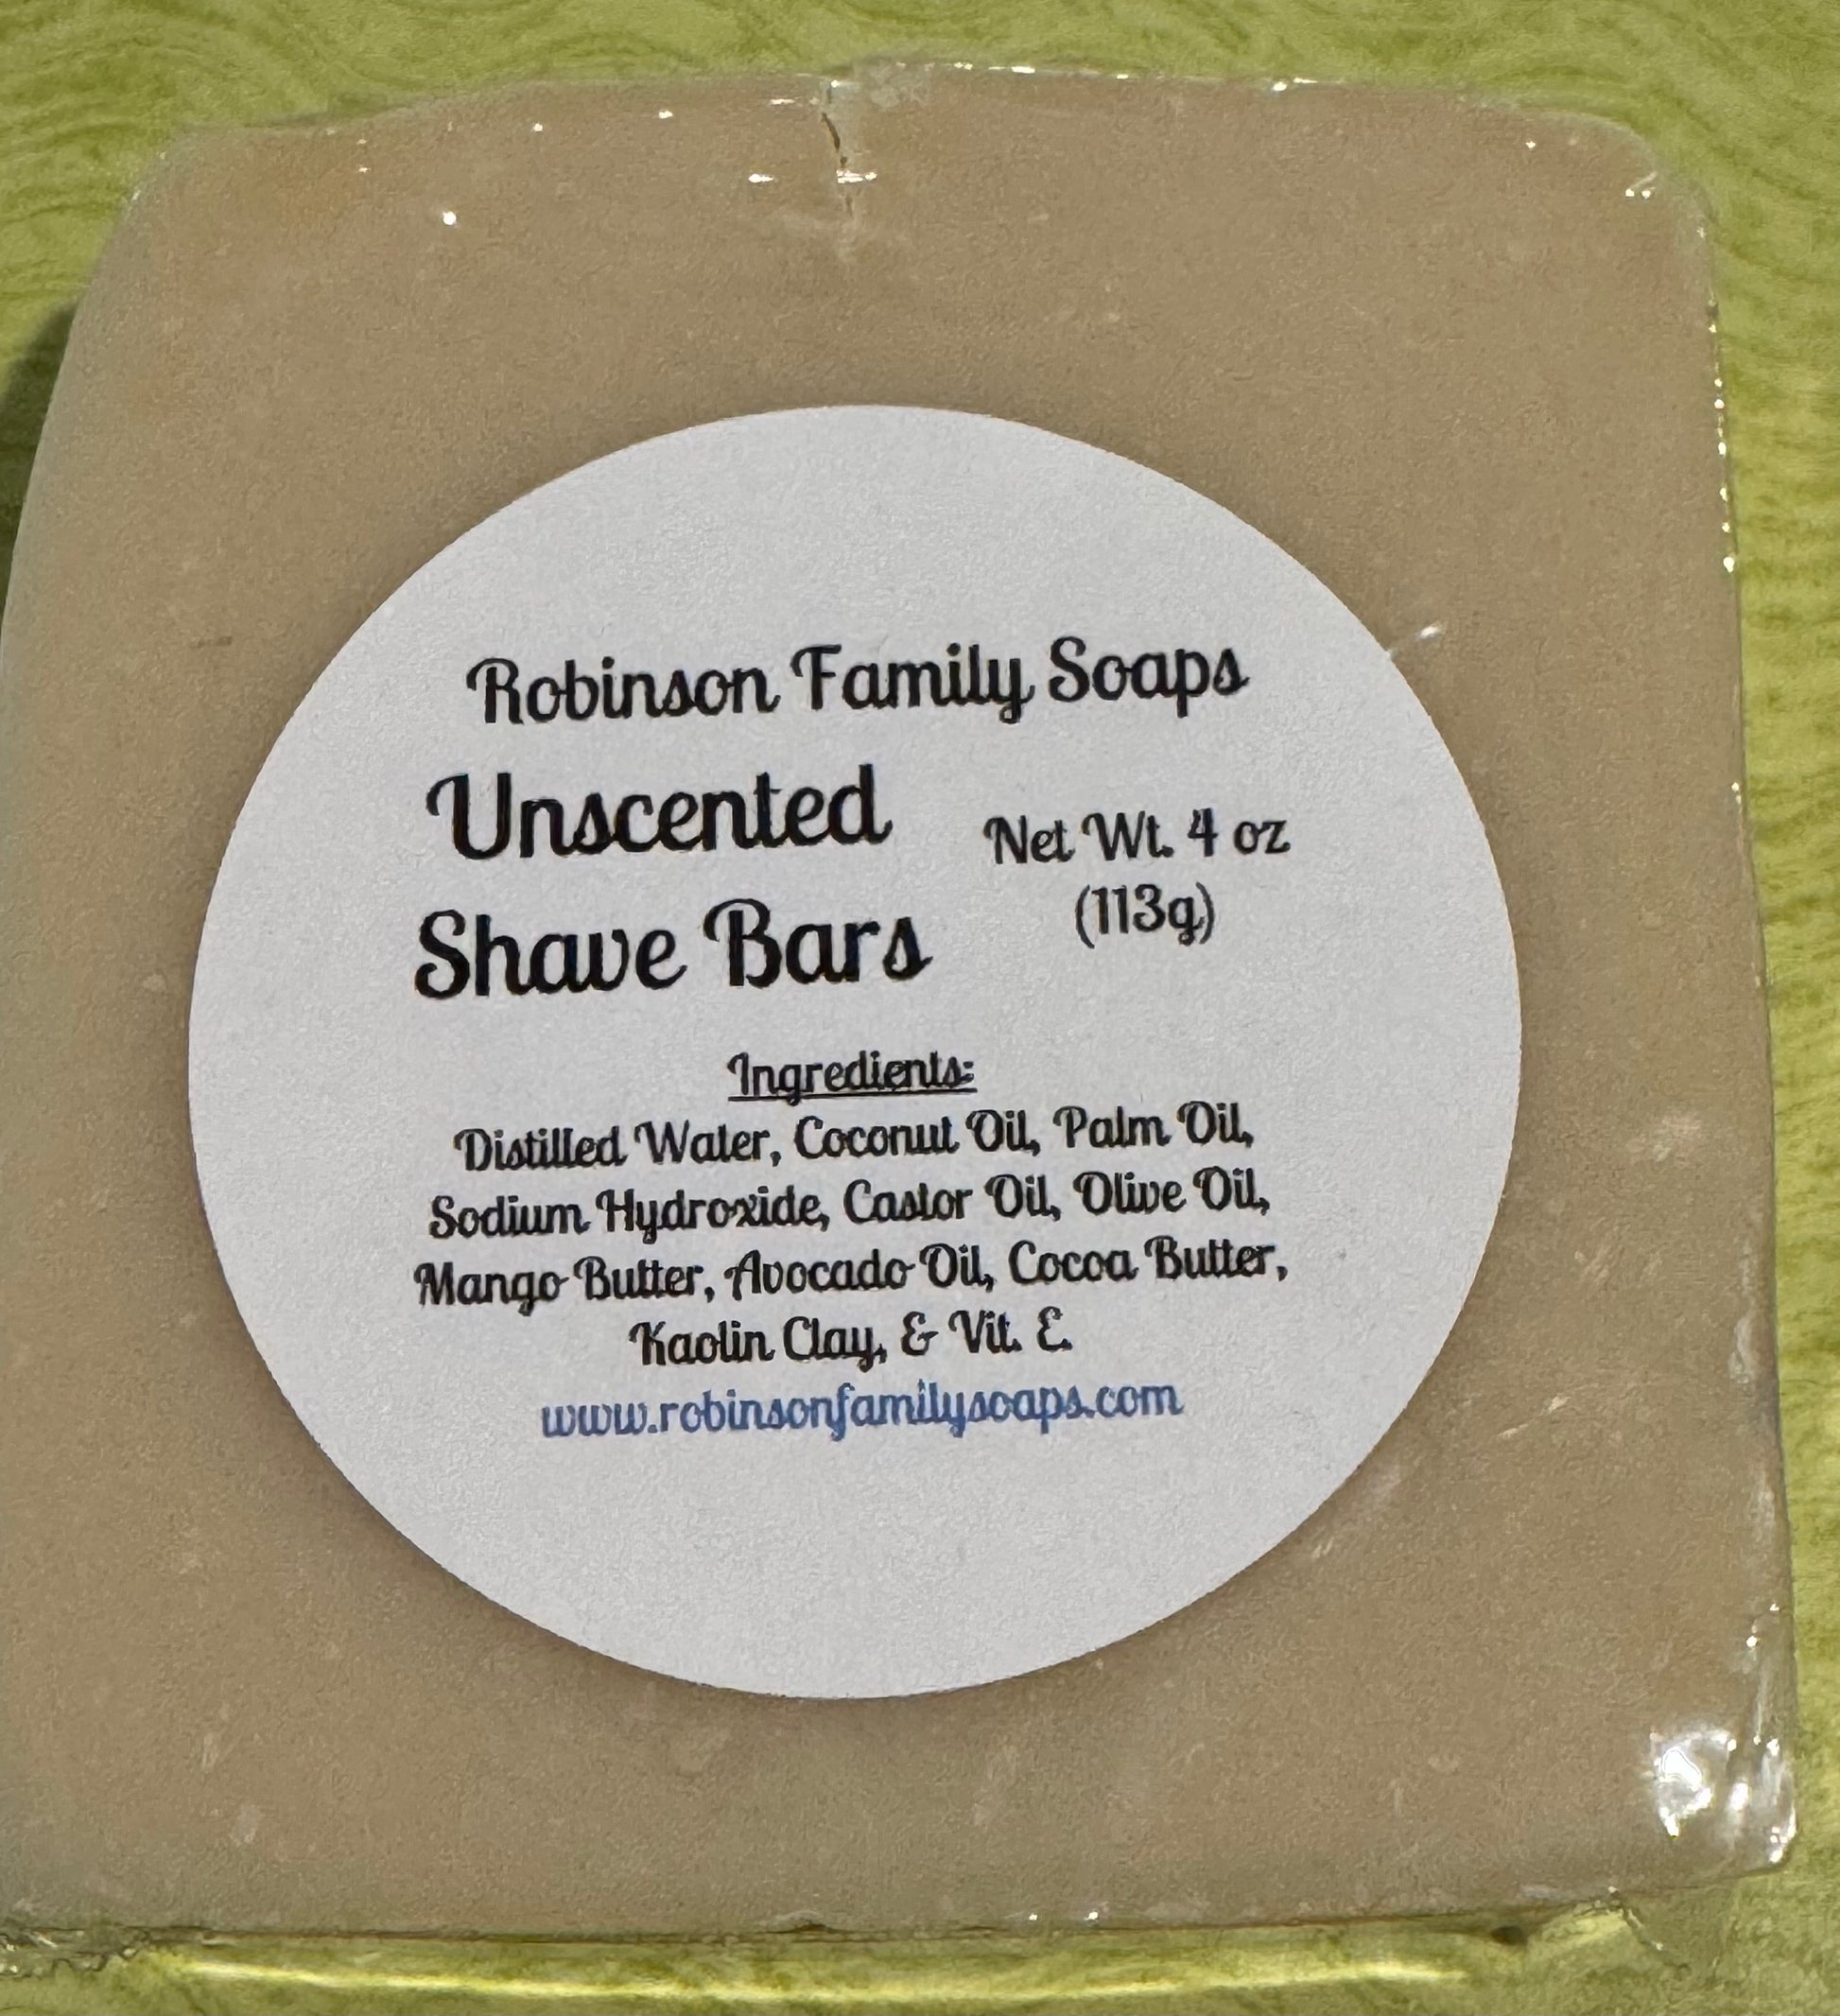 Robinson Family Soaps
Unscented
Shave Bars
Net Wt. 4 oz
(113g)
Ingredients:
Distilled Water, Coconut Oil, Palm Oil,
Sodium Hydroxide, Castor Oil, Olive Oil,
Mango Butter, Avocado Oil, Cocoa Butter,
Kaolin Clay, & Vit. E.
www.robinsonfamilysoaps.com